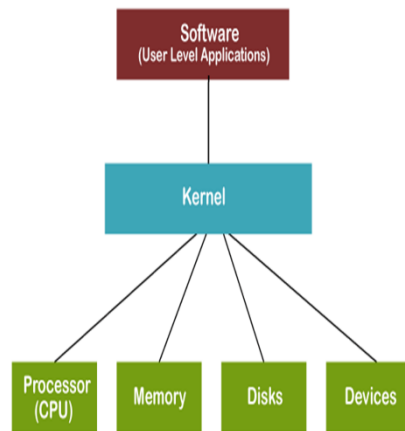 Software
(User Level Applications)
Kernel
Processor
(CPU)
Memory
Disks
Devices